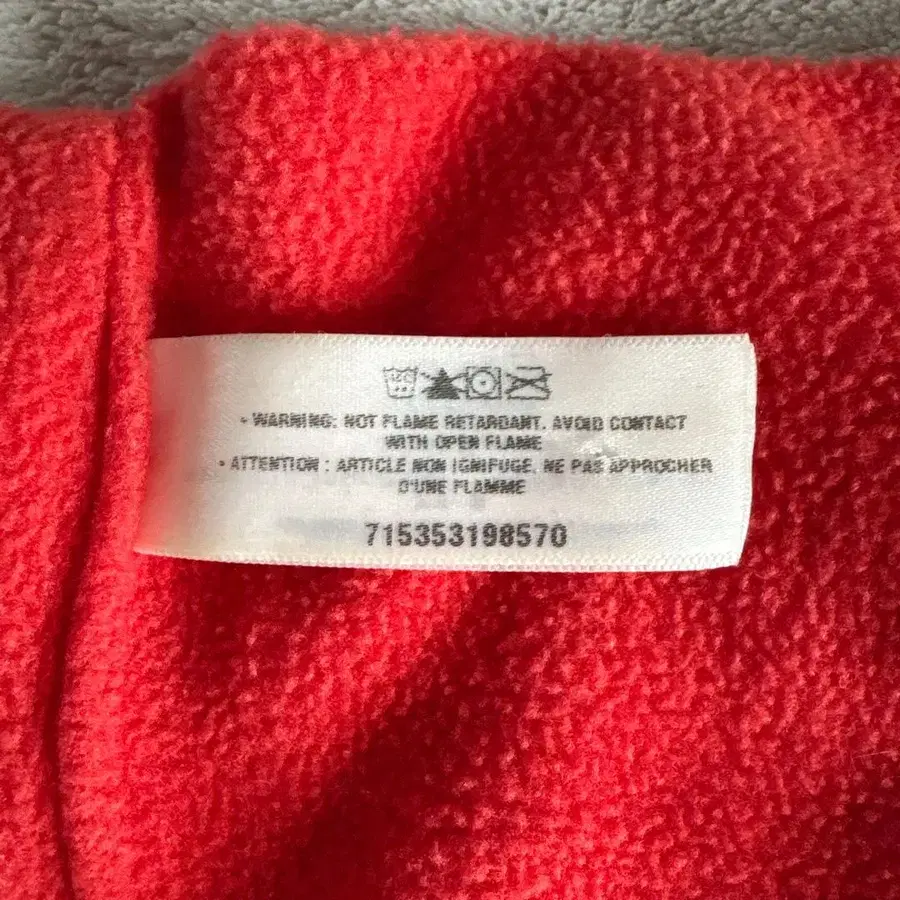 • WARNING: NOT FLAME RETARDANT. AVOID CONTACT
WITH OPEN FLAME
• ATTENTION : ARTICLE NON IGNIFUGE. NE PAS APPROCHER
D'UNE FLAMME
715353198570